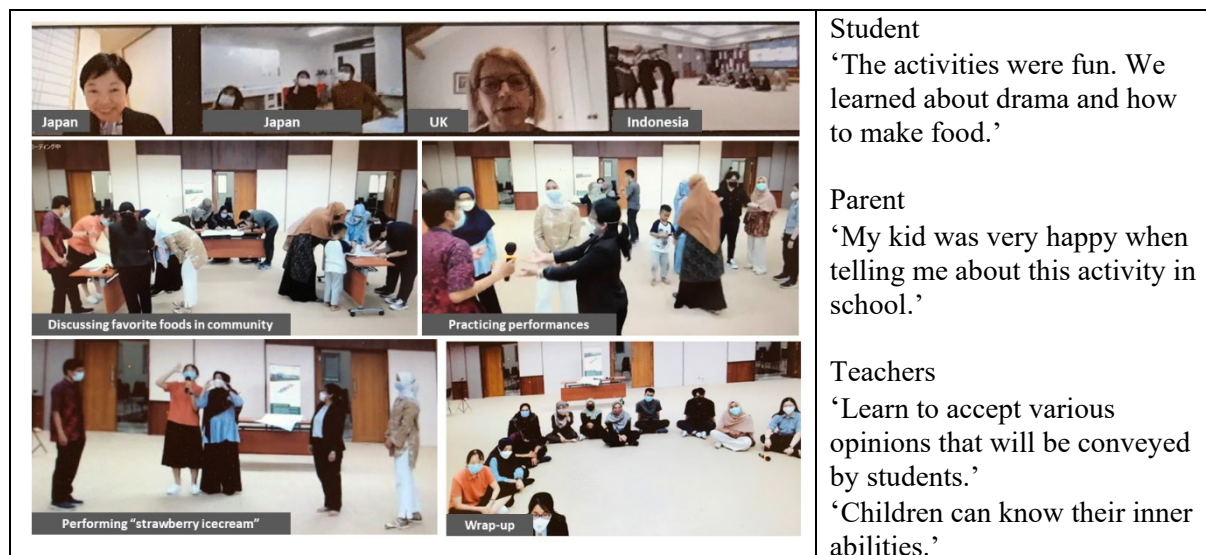 Japan
Japan
UK
Indonesia
Discussing favorite foods in community
Practicing performances
Performing “strawberry icecream”
Wrap-up
Student
‘The activities were fun. We
learned about drama and how
to make food.’
Parent
‘My kid was very happy when
telling me about this activity in
school.’
Teachers
‘Learn to accept various
opinions that will be conveyed
by students.’
‘Children can know their inner
abilities.’